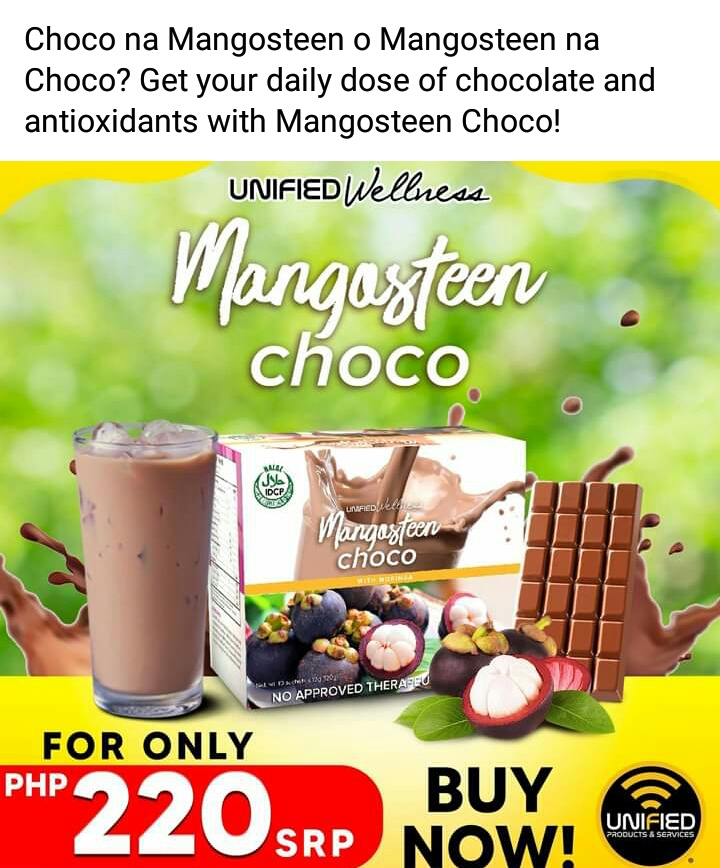 Choco na Mangosteen o Mangosteen na
Choco? Get your daily dose of chocolate and
antioxidants with Mangosteen Choco!
UNIFIED Wellness
Mangosteen
choco
HALAL
IDCP
UNIFIED Wellness
Mangosteen
choco
WITH MORINGA
NO APPROVED THERAPEU
FOR ONLY
PHP 220 SRP
BUY
NOW!
UNIFIED
PRODUCTS & SERVICES